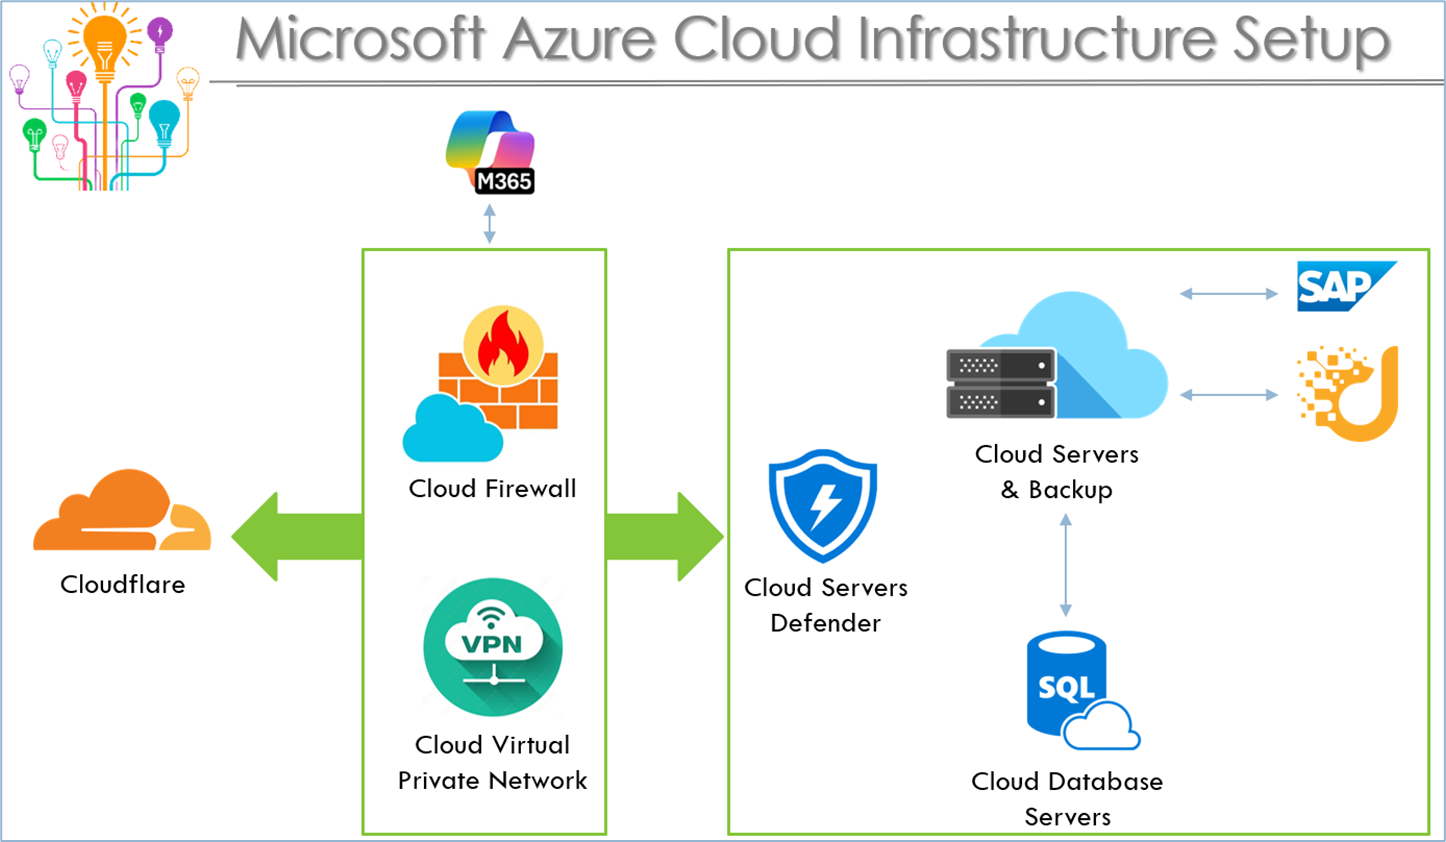 Microsoft Azure Cloud Infrastructure Setup
M365
SAP
Cloud Servers
& Backup
Cloud Firewall
Cloudflare
Cloud Servers
Defender
VPN
SQL
Cloud Virtual
Private Network
Cloud Database
Servers